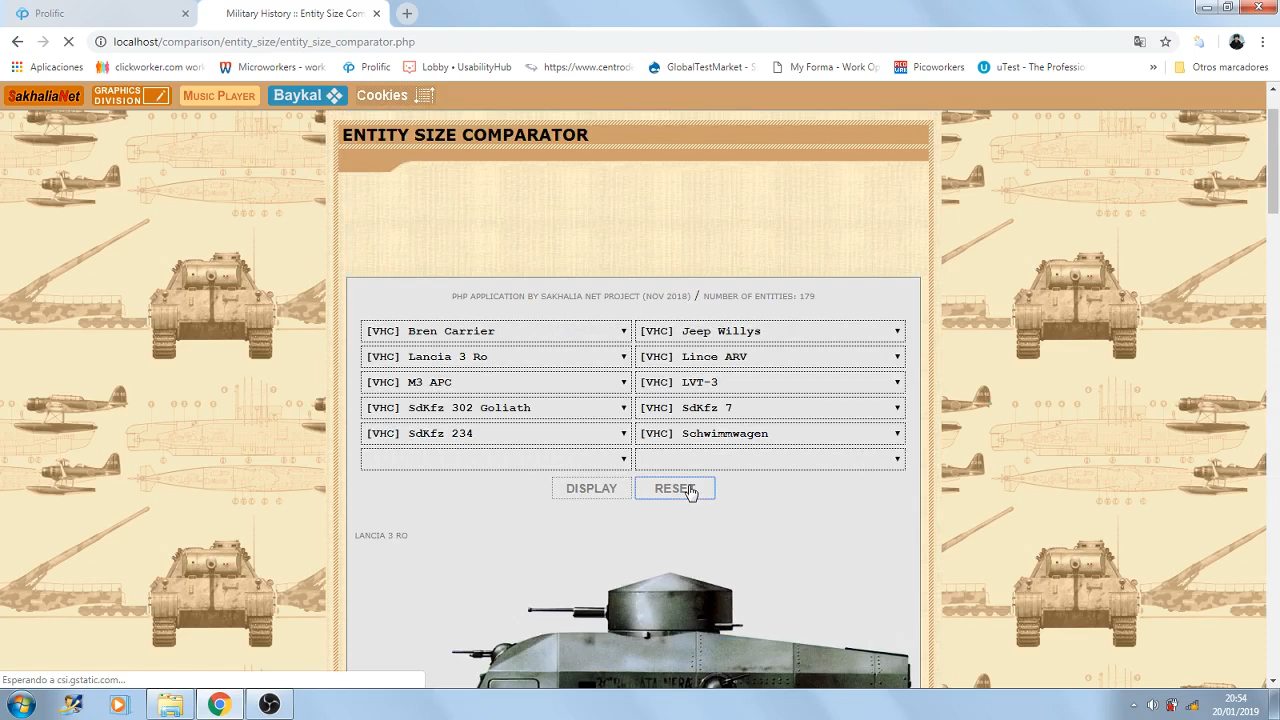 Prolific
Military History :: Entity Size Com
localhost/comparison/entity_size/entity_size_comparator.php
Aplicaciones
clickworker.com work
Microworkers - work
Prolific
Lobby • UsabilityHub
https://www.centrode
GlobalTestMarket - S
My Forma - Work Op
Picoworkers
uTest - The Professio
»
Otros marcadores
SakhaliaNet
GRAPHICS
DIVISION
MUSIC PLAYER
Baykal
Cookies
ENTITY SIZE COMPARATOR
PHP APPLICATION BY SAKHALIA NET PROJECT (NOV 2018) / NUMBER OF ENTITIES: 179
[VHC] Bren Carrier
[VHC] Jeep Willys
[VHC] Lancia 3 Ro
[VHC] Lince ARV
[VHC] M3 APC
[VHC] LVT-3
[VHC] SdKfz 302 Goliath
[VHC] SdKfz 7
[VHC] SdKfz 234
[VHC] Schwimmwagen
DISPLAY
RESET
LANCIA 3 RO
Esperando a csi.gstatic.com...
20:54
20/01/2019